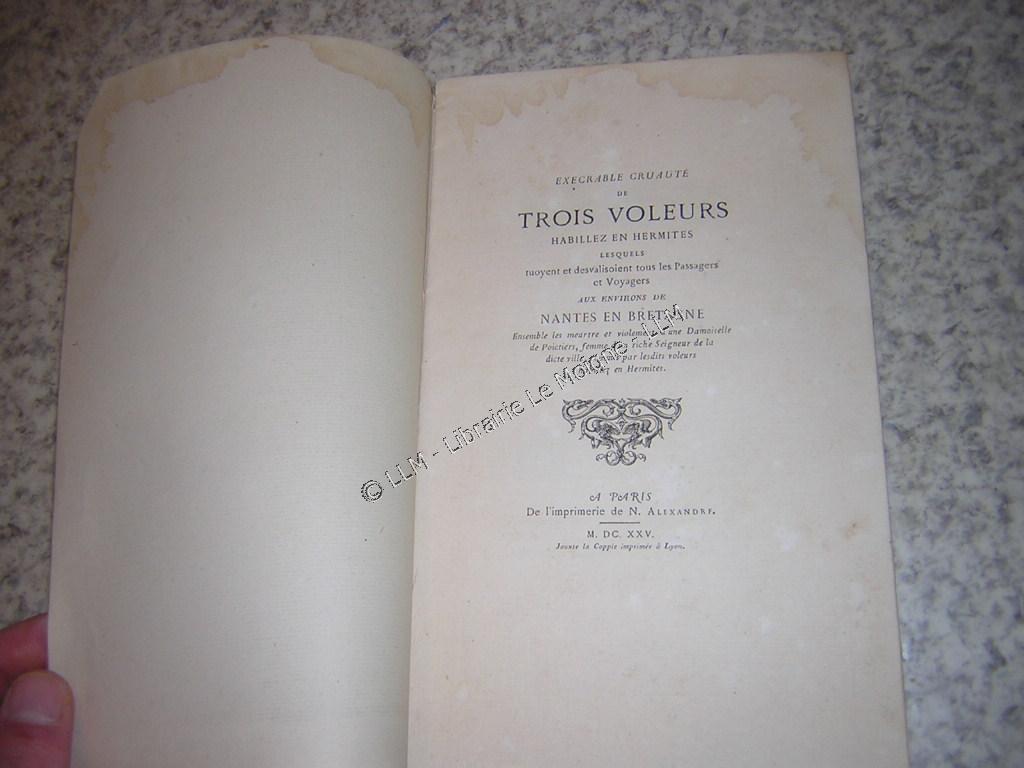 EXECRABLE CRUAUTÉ
DE
TROIS VOLEURS
HABILLEZ EN HERMITES
LESQUELS
tuoyent et desvalisoient tous les Passagers
et Voyagers
AUX ENVIRONS DE
NANTES EN BRETAGNE
Ensemble les meurtre et violement d'une Damoiselle
de Poictiers, femme riche Seigneur de la
dicte ville par lesdits voleurs
en Hermites.
A PARIS
De l'imprimerie de N. ALEXANDRE.
M. DC. XXV.
Jouxte la Coppie imprimée à Lyon.
© LLM - Librairie Le Moigne - LLM